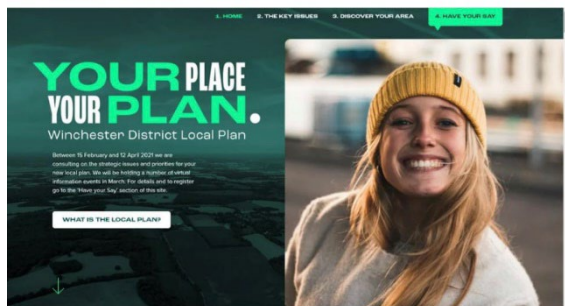 1. HOME 2. THE KEY ISSUES 3. DISCOVER YOUR AREA 4. HAVE YOUR SAY
YOUR PLACE
YOUR PLAN.
Winchester District Local Plan
Between 15 February and 12 April 2021 we are
consulting on the strategic issues and priorities for your
new local plan. We will be holding a number of virtual
information events in March. For details and to register
go to the 'Have your Say' section of this site.
WHAT IS THE LOCAL PLAN?